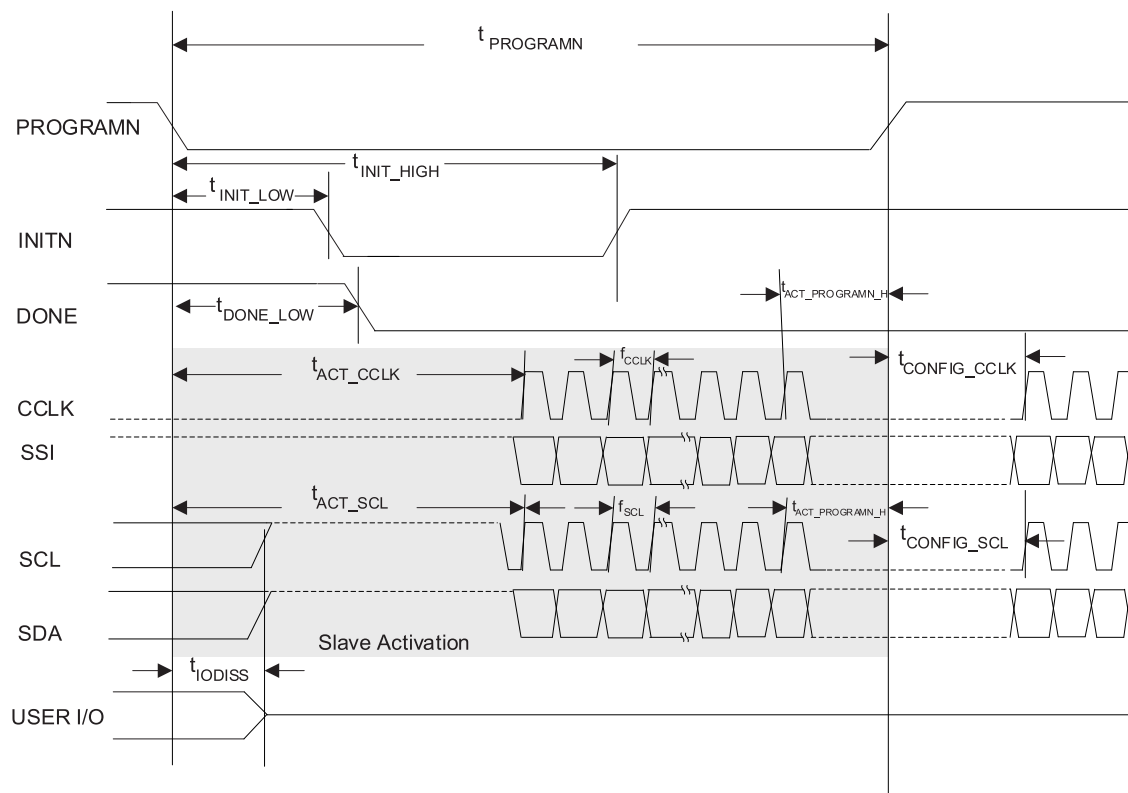 t PROGRAMN
PROGRAMN
t INIT_HIGH
t INIT_LOW
INITN
t ACT_PROGRAMN_H
t DONE_LOW
DONE
f CCLK
t CONFIG_CCLK
t ACT_CCLK
CCLK
SSI
t ACT_SCL
f SCL
t ACT_PROGRAMN_H
t CONFIG_SCL
SCL
SDA
Slave Activation
t IODISS
USER I/O